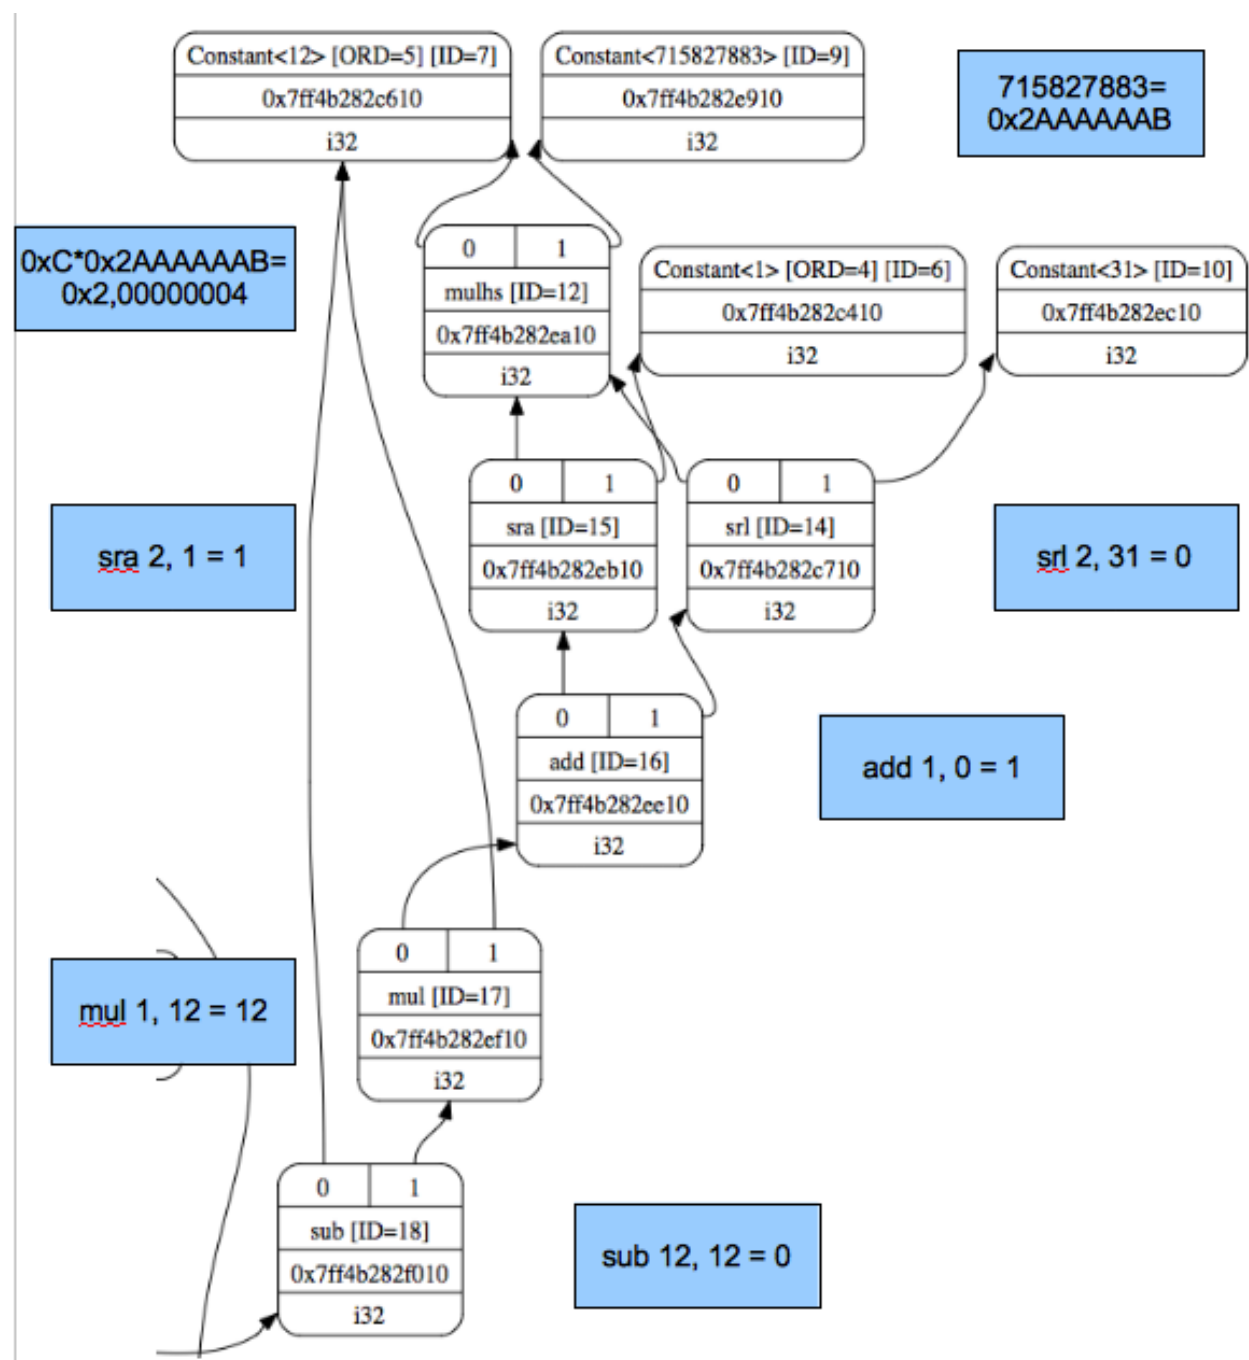 Constant<12> [ORD=5] [ID=7]
0x7ff4b282c610
i32
Constant<715827883> [ID=9]
0x7ff4b282e910
i32
715827883=
0x2AAAAAAB
0xC*0x2AAAAAAB=
0x2,00000004
0 1
mulhs [ID=12]
0x7ff4b282ea10
i32
Constant<1> [ORD=4] [ID=6]
0x7ff4b282c410
i32
Constant<31> [ID=10]
0x7ff4b282ec10
i32
sra 2, 1 = 1
0 1
sra [ID=15]
0x7ff4b282eb10
i32
0 1
srl [ID=14]
0x7ff4b282c710
i32
srl 2, 31 = 0
0 1
add [ID=16]
0x7ff4b282ee10
i32
add 1, 0 = 1
mul 1, 12 = 12
0 1
mul [ID=17]
0x7ff4b282ef10
i32
0 1
sub [ID=18]
0x7ff4b282f010
i32
sub 12, 12 = 0